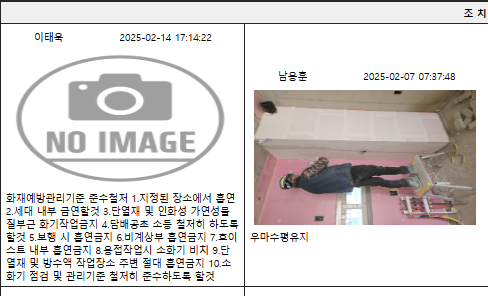 조 치
이태욱 2025-02-14 17:14:22
NO IMAGE
화재예방관리기준 준수철저 1.지정된 장소에서 흡연
2.세대 내부 금연할것 3.단열재 및 인화성 가연성물
질부근 화기작업금지 4.담배공초 소등 철저히 하도록
할것 5.보행 시 흡연금지 6.비계상부 흡연금지 7.호이
스트 내부 흡연금지 8.용접작업시 소화기 비치 9.단
열재 및 방수액 작업장소 주변 절대 흡연금지 10.소
화기 점검 및 관리기준 철저히 준수하도록 할것
남응훈 2025-02-07 07:37:48
우마수평유지